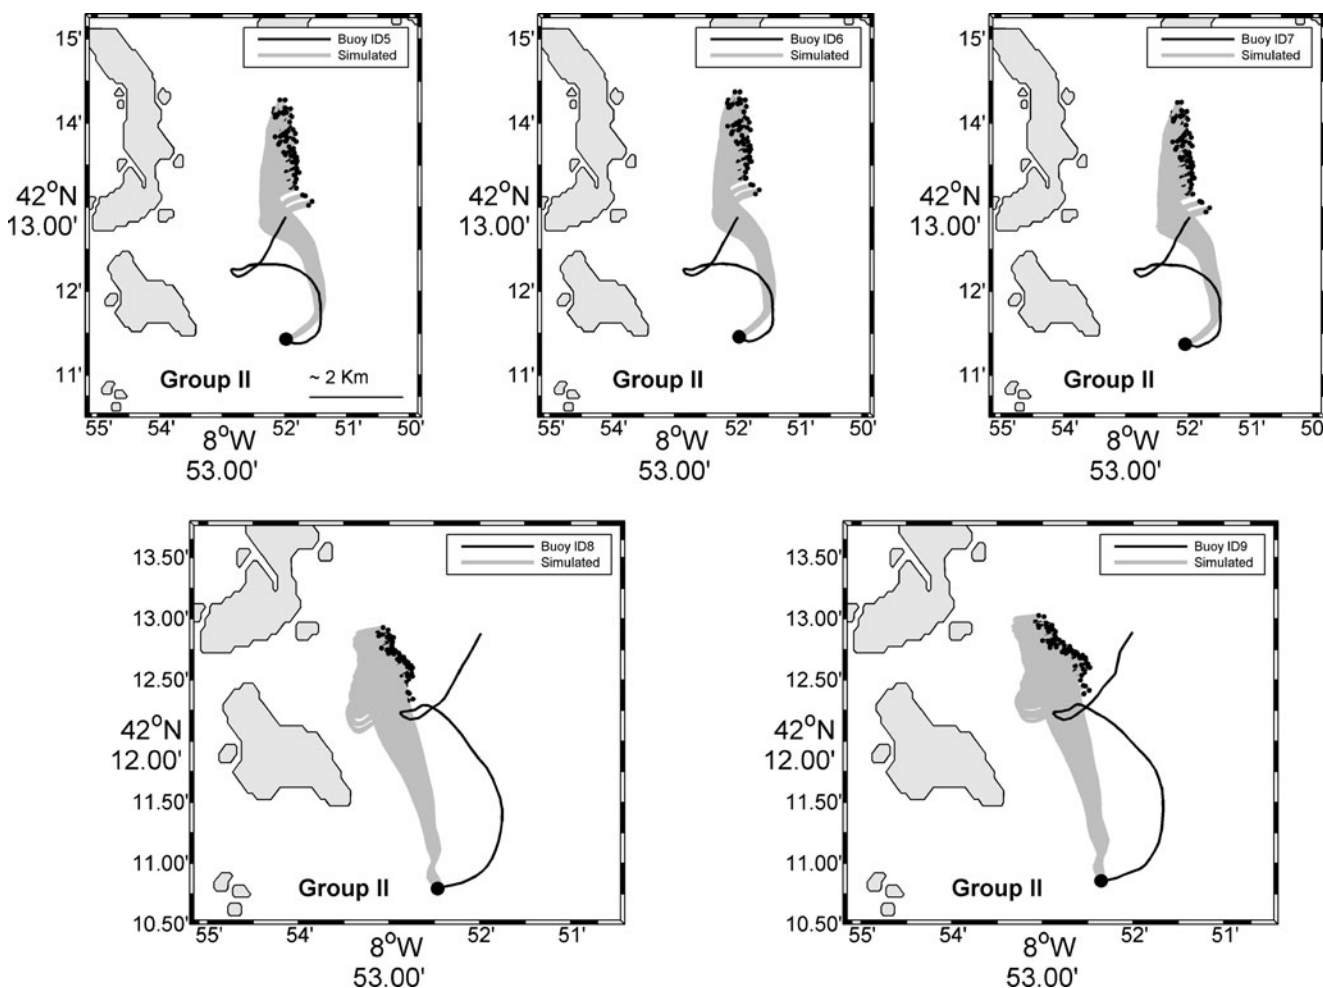 15'
14'
42°N
13.00'
12'
11'
Buoy ID5
Simulated
Group II
~ 2 Km
55'
54'
8°W
53.00'
52'
51'
50'
15'
14'
42°N
13.00'
12'
11'
Buoy ID6
Simulated
Group II
55'
54'
8°W
53.00'
52'
51'
50'
15'
14'
42°N
13.00'
12'
11'
Buoy ID7
Simulated
Group II
55'
54'
8°W
53.00'
52'
51'
50'
13.50'
13.00'
12.50'
42°N
12.00'
11.50'
11.00'
10.50'
Buoy ID8
Simulated
Group II
55'
54'
8°W
53.00'
52'
51'
13.50'
13.00'
12.50'
42°N
12.00'
11.50'
11.00'
10.50'
Buoy ID9
Simulated
Group II
55'
54'
8°W
53.00'
52'
51'